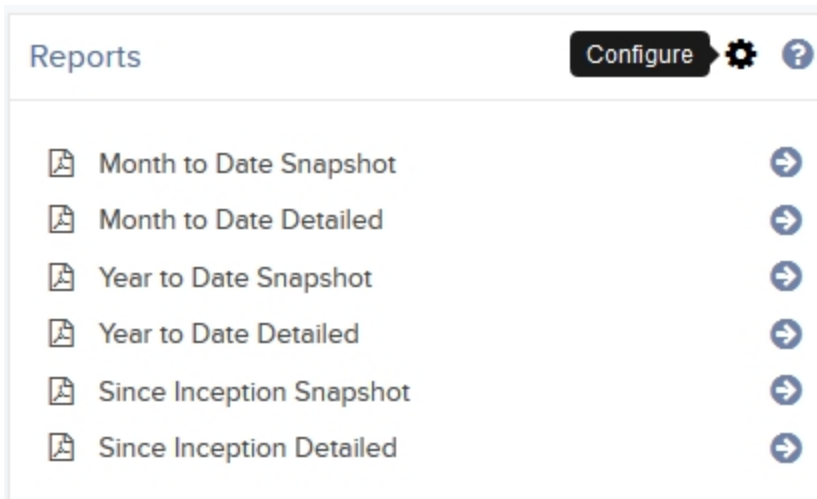 Reports Configure
Month to Date Snapshot
Month to Date Detailed
Year to Date Snapshot
Year to Date Detailed
Since Inception Snapshot
Since Inception Detailed